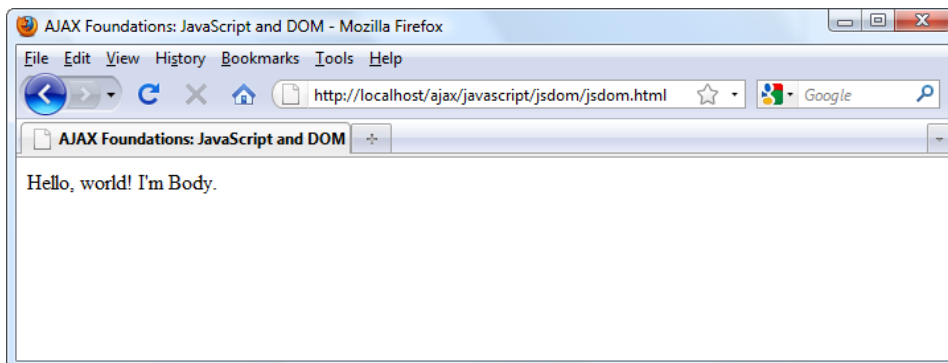 AJAX Foundations: JavaScript and DOM - Mozilla Firefox
File Edit View History Bookmarks Tools Help
http://localhost/ajax/javascript/jsdom/jsdom.html Google
AJAX Foundations: JavaScript and DOM
Hello, world! I'm Body.